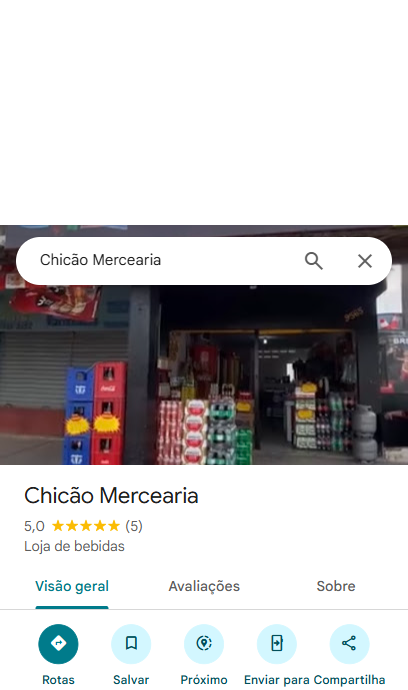 Chicão Mercearia
Chicão Mercearia
5,0 (5)
Loja de bebidas
Visão geral Avaliações Sobre
Rotas Salvar Próximo Enviar para Compartilha